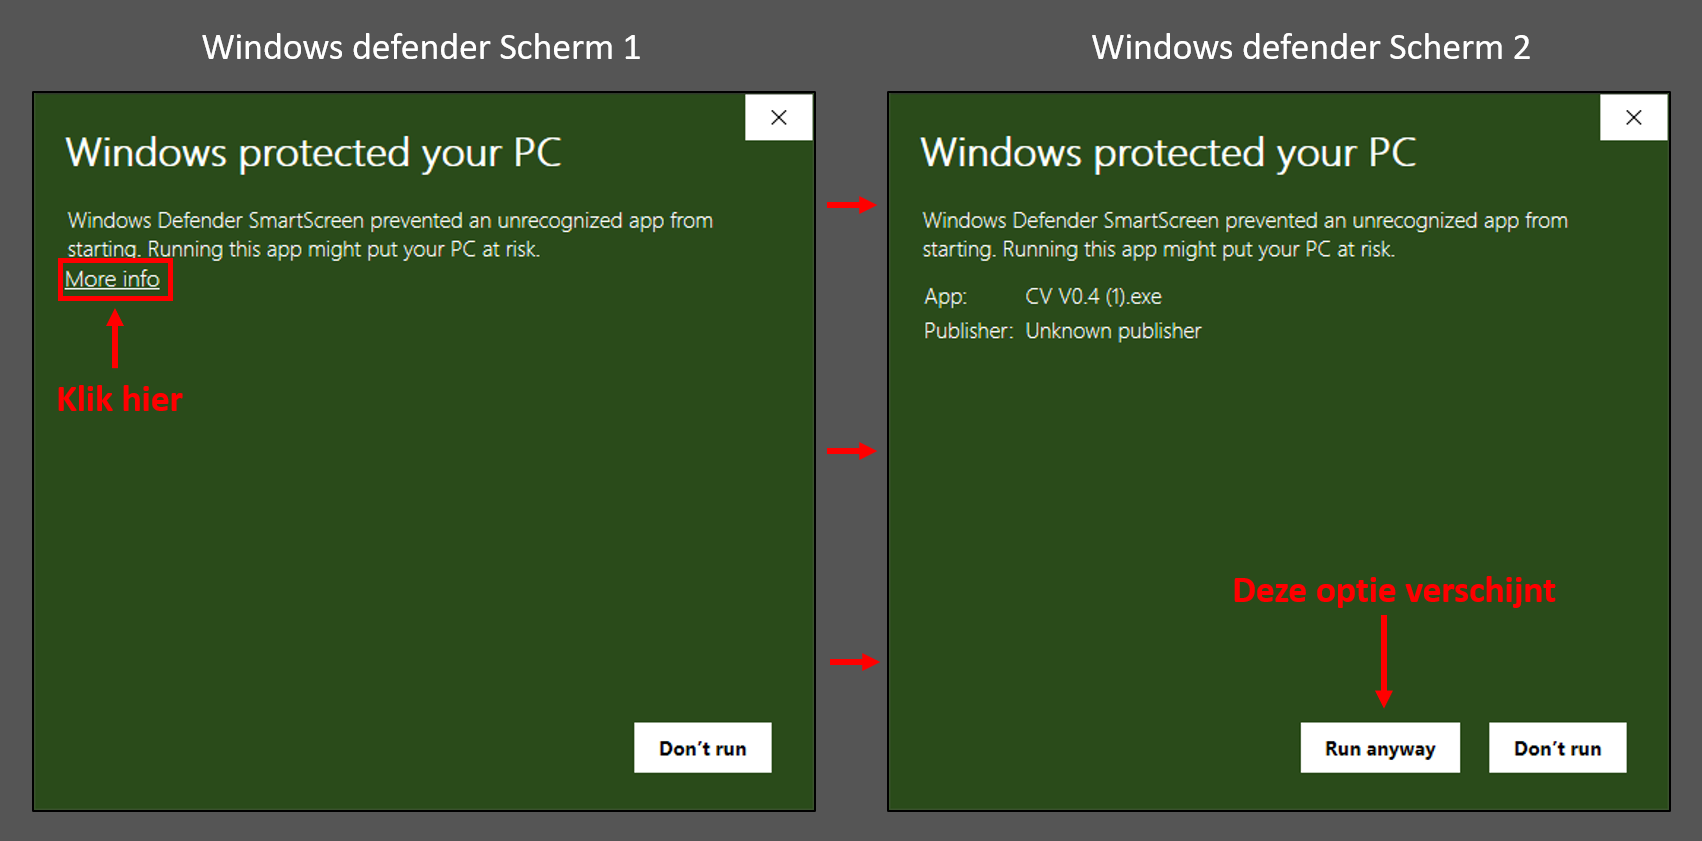 Windows defender Scherm 1
Windows protected your PC
Windows Defender SmartScreen prevented an unrecognized app from
starting. Running this app might put your PC at risk.
More info
Klik hier
Don't run
Windows defender Scherm 2
Windows protected your PC
Windows Defender SmartScreen prevented an unrecognized app from
starting. Running this app might put your PC at risk.
App: CV V0.4 (1).exe
Publisher: Unknown publisher
Deze optie verschijnt
Run anyway
Don't run